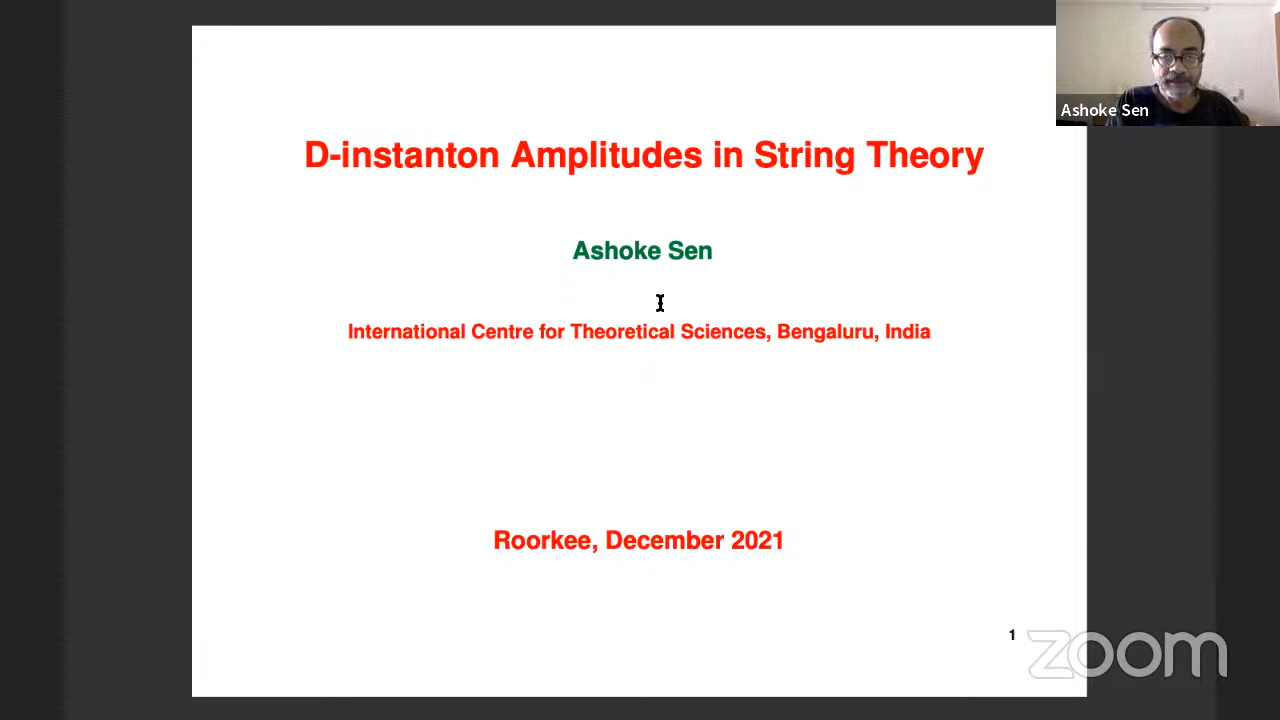 Ashoke Sen
D-instanton Amplitudes in String Theory
Ashoke Sen
International Centre for Theoretical Sciences, Bengaluru, India
Roorkee, December 2021
1
zoom